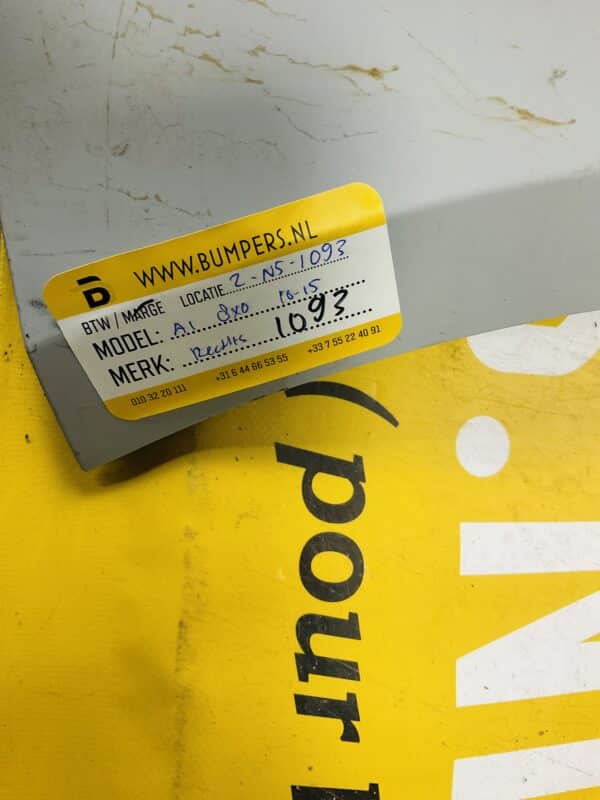 WWW.BUMPERS.NL
BTW / MARGE LOCATIE 2-N5-1093
MODEL: A1 8X0 10-15
MERK: Rechts 1093
010 32 20 111 +31 6 44 66 53 55 +33 7 55 22 40 91
(pour